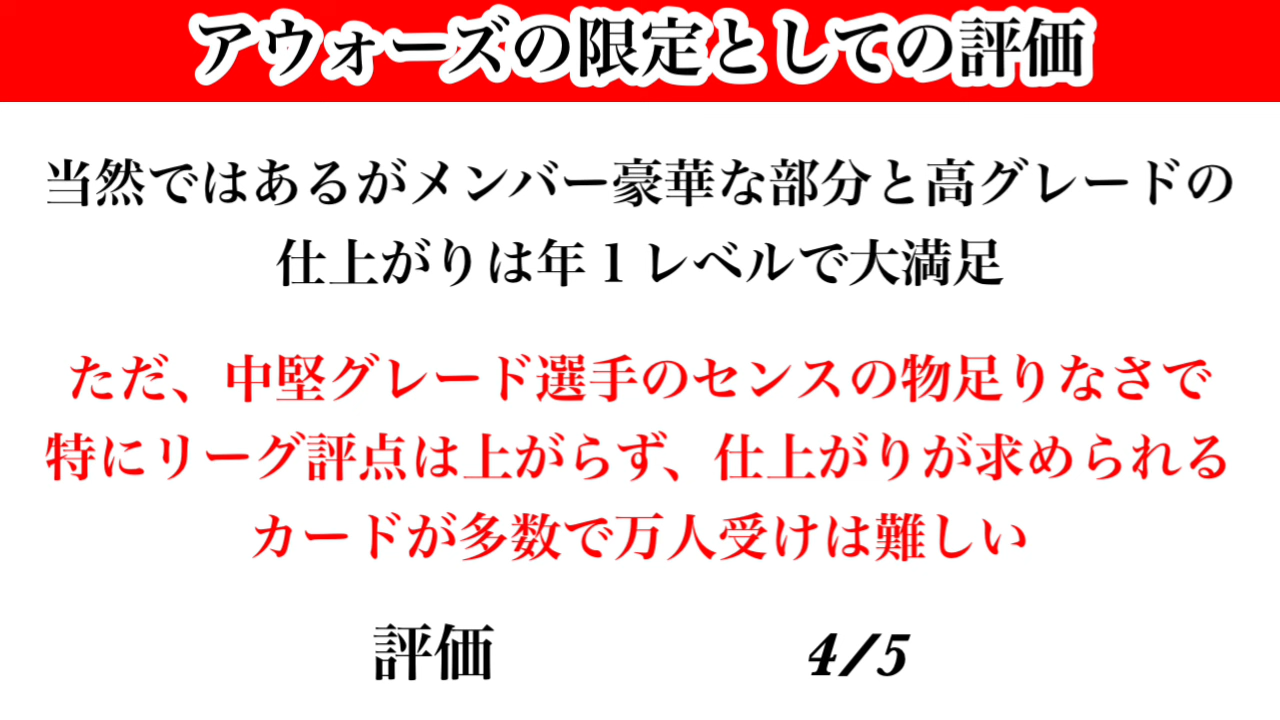 アウォーズの限定としての評価
当然ではあるがメンバー豪華な部分と高グレードの
仕上がりは年１レベルで大満足
ただ、中堅グレード選手のセンスの物足りなさで
特にリーグ評点は上がらず、仕上がりが求められる
カードが多数で万人受けは難しい
評価 4/5